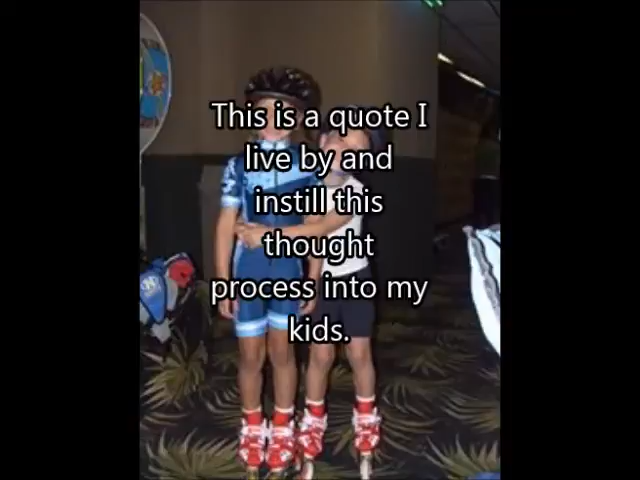 This is a quote I
live by and
instill this
thought
process into my
kids.